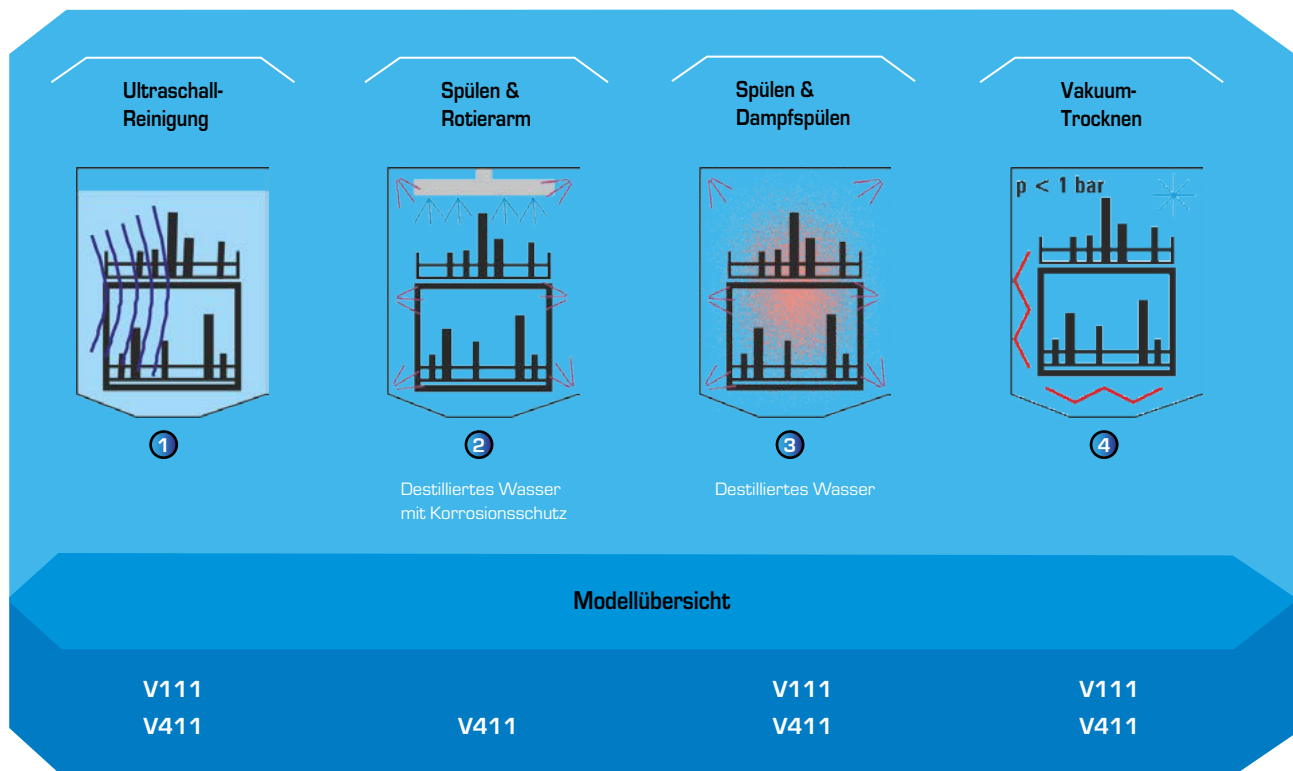 Ultraschall-
Reinigung
Spülen &
Rotierarm
Spülen &
Dampfspülen
Vakuum-
Trocknen
p < 1 bar
1
2
3
4
Destilliertes Wasser
mit Korrosionsschutz
Destilliertes Wasser
Modellübersicht
V111
V111
V111
V411
V411
V411
V411